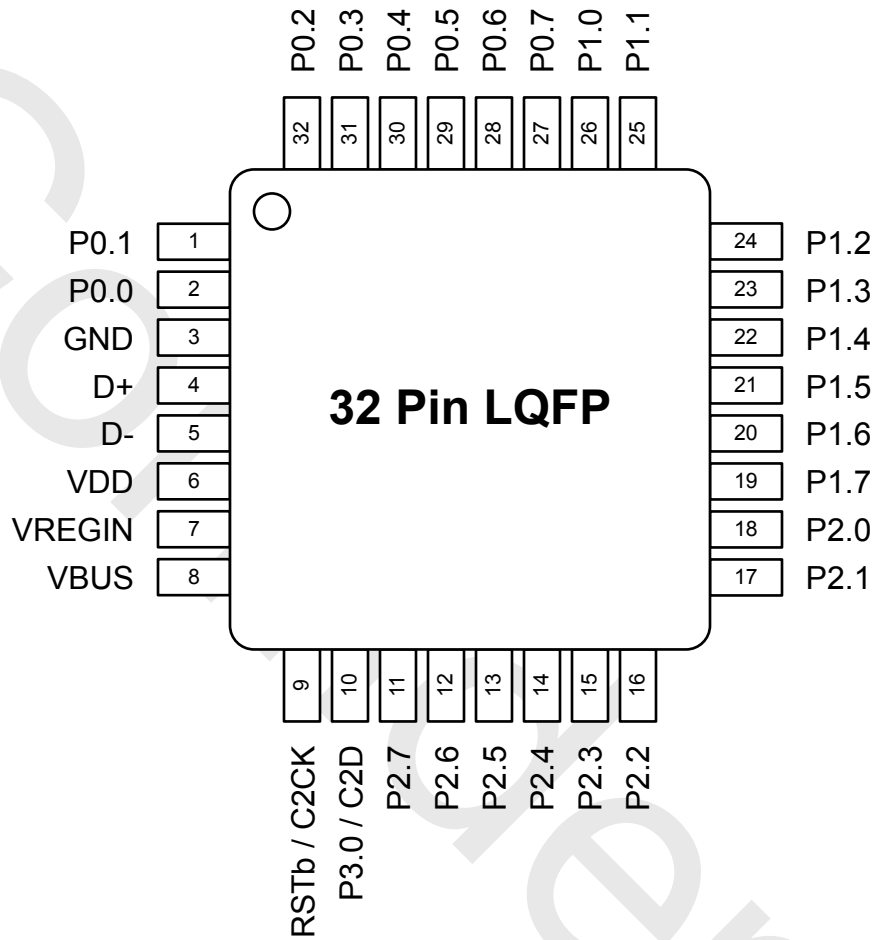 P0.2
P0.3
P0.4
P0.5
P0.6
P0.7
P1.0
P1.1
32
31
30
29
28
27
26
25
P0.1 1
P0.0 2
GND 3
D+ 4
D- 5
VDD 6
VREGIN 7
VBUS 8
32 Pin LQFP
24 P1.2
23 P1.3
22 P1.4
21 P1.5
20 P1.6
19 P1.7
18 P2.0
17 P2.1
9
10
11
12
13
14
15
16
RSTb / C2CK
P3.0 / C2D
P2.7
P2.6
P2.5
P2.4
P2.3
P2.2